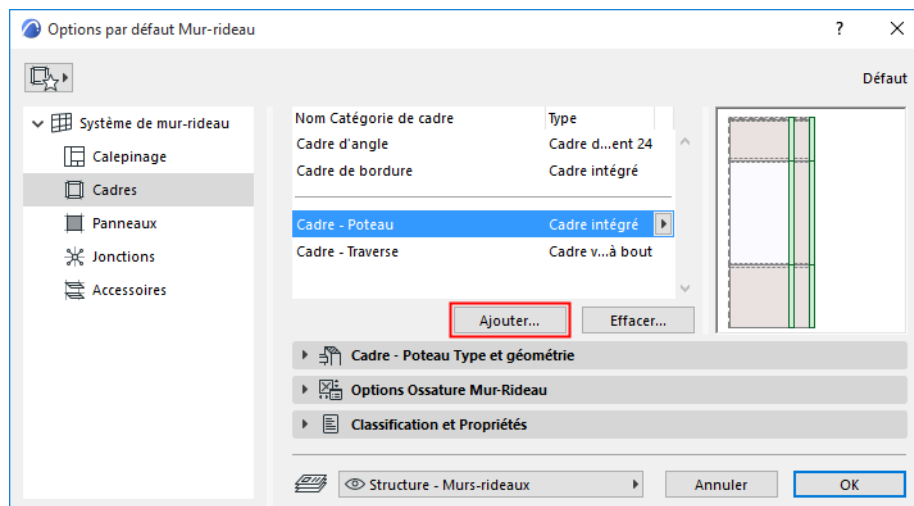 Options par défaut Mur-rideau ?
Défaut
Système de mur-rideau
Calepinage
Cadres
Panneaux
Jonctions
Accessoires
Nom Catégorie de cadre Type
Cadre d'angle Cadre d...ent 24
Cadre de bordure Cadre intégré
Cadre - Poteau Cadre intégré
Cadre - Traverse Cadre v...à bout
Ajouter... Effacer...
Cadre - Poteau Type et géométrie
Options Ossature Mur-Rideau
Classification et Propriétés
Structure - Murs-rideaux Annuler OK